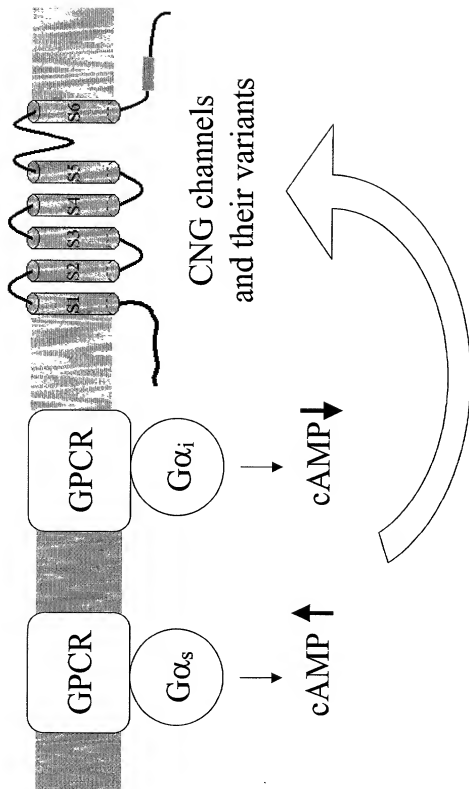 GPCR
Gαs
cAMP
GPCR
Gαi
cAMP
S1
S2
S3
S4
S5
S6
CNG channels
and their variants